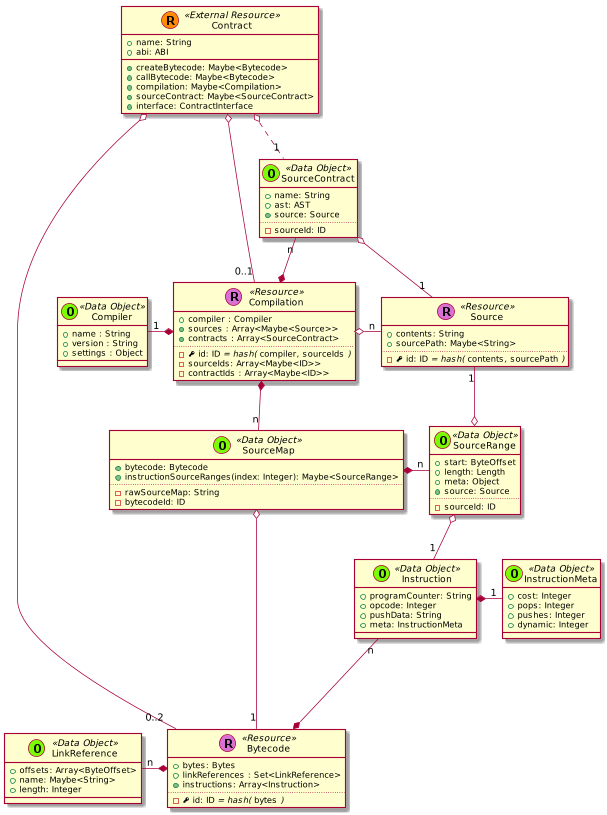 R «External Resource»
Contract
name: String
abi: ABI
createBytecode: Maybe<Bytecode>
callBytecode: Maybe<Bytecode>
compilation: Maybe<Compilation>
sourceContract: Maybe<SourceContract>
interface: ContractInterface
1
O «Data Object»
SourceContract
name: String
ast: AST
source: Source
sourceId: ID
n
0..1
1
R «Resource»
Compilation
compiler : Compiler
sources : Array<Maybe<Source>>
contracts : Array<SourceContract>
id: ID = hash( compiler, sourceIds )
sourceIds: Array<Maybe<ID>>
contractIds : Array<Maybe<ID>>
O «Data Object»
Compiler
name : String
version : String
settings : Object
1
n
R «Resource»
Source
contents: String
sourcePath: Maybe<String>
id: ID = hash( contents, sourcePath )
1
n
O «Data Object»
SourceMap
bytecode: Bytecode
instructionSourceRanges(index: Integer): Maybe<SourceRange>
rawSourceMap: String
bytecodeId: ID
n
O «Data Object»
SourceRange
start: ByteOffset
length: Length
meta: Object
source: Source
sourceId: ID
1
O «Data Object»
Instruction
programCounter: String
opcode: Integer
pushData: String
meta: InstructionMeta
1
O «Data Object»
InstructionMeta
cost: Integer
pops: Integer
pushes: Integer
dynamic: Integer
n
0..2
1
O «Data Object»
LinkReference
offsets: Array<ByteOffset>
name: Maybe<String>
length: Integer
n
R «Resource»
Bytecode
bytes: Bytes
linkReferences : Set<LinkReference>
instructions: Array<Instruction>
id: ID = hash( bytes )